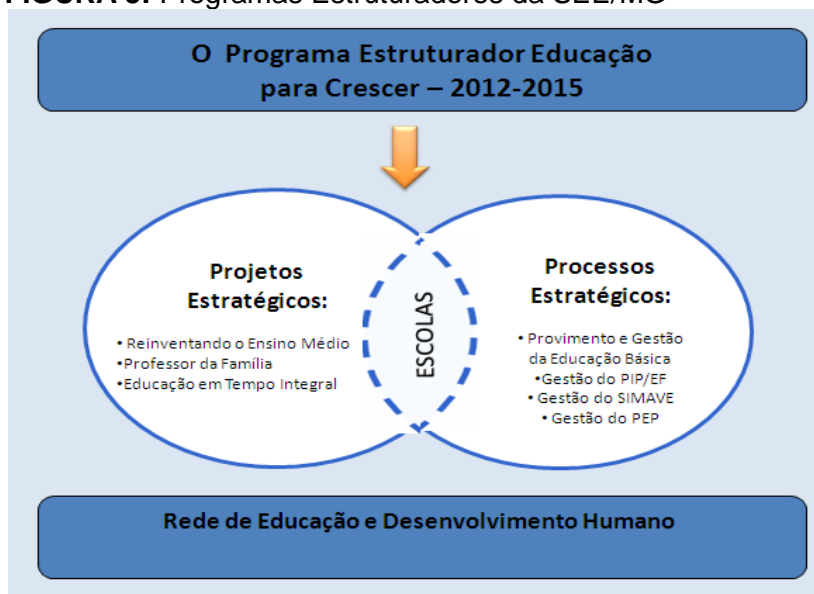 FIGURA 3: Programas Estruturadores da SEE/MG
O Programa Estruturador Educação
para Crescer – 2012-2015
Projetos
Estratégicos:
• Reinventando o Ensino Médio
•Professor da Família
•Educação em Tempo Integral
ESCOLAS
Processos
Estratégicos:
• Provimento e Gestão
da Educação Básica
•Gestão do PIP/EF
• Gestão do SIMAVE
• Gestão do PEP
Rede de Educação e Desenvolvimento Humano